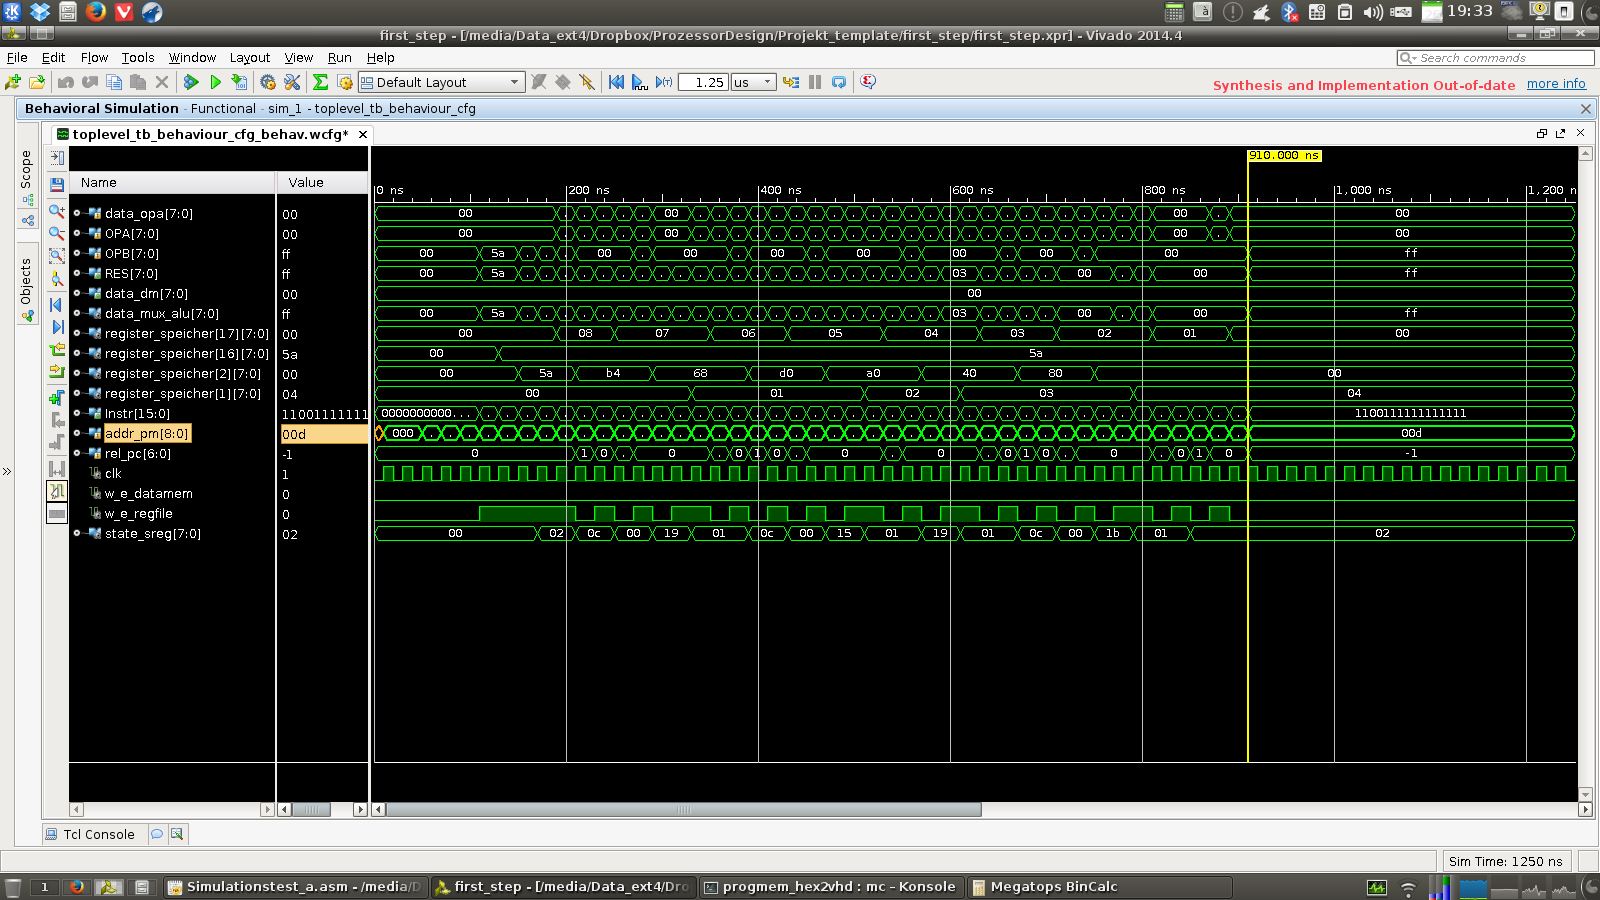 19:33
first_step - [/media/Data_ext4/Dropbox/ProzessorDesign/Projekt_template/first_step/first_step.xpr] - Vivado 2014.4
File Edit Flow Tools Window Layout View Run Help
Search commands
Default Layout 1.25 us
Synthesis and Implementation Out-of-date more info
Behavioral Simulation - Functional - sim_1 - toplevel_tb_behaviour_cfg
toplevel_tb_behaviour_cfg_behav.wcfg*
Scope
Objects
910.000 ns
Name Value
0 ns 200 ns 400 ns 600 ns 800 ns 1,000 ns 1,200 n
data_opa[7:0] 00 00 00 00 00
OPA[7:0] 00 00 00 00 00
OPB[7:0] ff 00 5a 00 00 00 00 00 00 00 ff
RES[7:0] ff 00 5a 03 00 00 ff
data_dm[7:0] 00 00
data_mux_alu[7:0] ff 00 5a 03 00 00 ff
register_speicher[17][7:0] 00 00 08 07 06 05 04 03 02 01 00
register_speicher[16][7:0] 5a 00 5a
register_speicher[2][7:0] 00 00 5a b4 68 d0 a0 40 80 00
register_speicher[1][7:0] 04 00 01 02 03 04
Instr[15:0] 11001111111 0000000000... 1100111111111111
addr_pm[8:0] 00d 000 00d
rel_pc[6:0] -1 0 1 0 . 0 . 0 1 0 . 0 . 0 . 0 1 0 . 0 . 0 1 0 -1
clk 1
w_e_datamem 0
w_e_regfile 0
state_sreg[7:0] 02 00 02 0c 00 19 01 0c 00 15 01 19 01 0c 00 1b 01 02
Tcl Console
Sim Time: 1250 ns
1 Simulationstest_a.asm - /media/D first_step - [/media/Data_ext4/Dro progmem_hex2vhd : mc - Konsole Megatops BinCalc